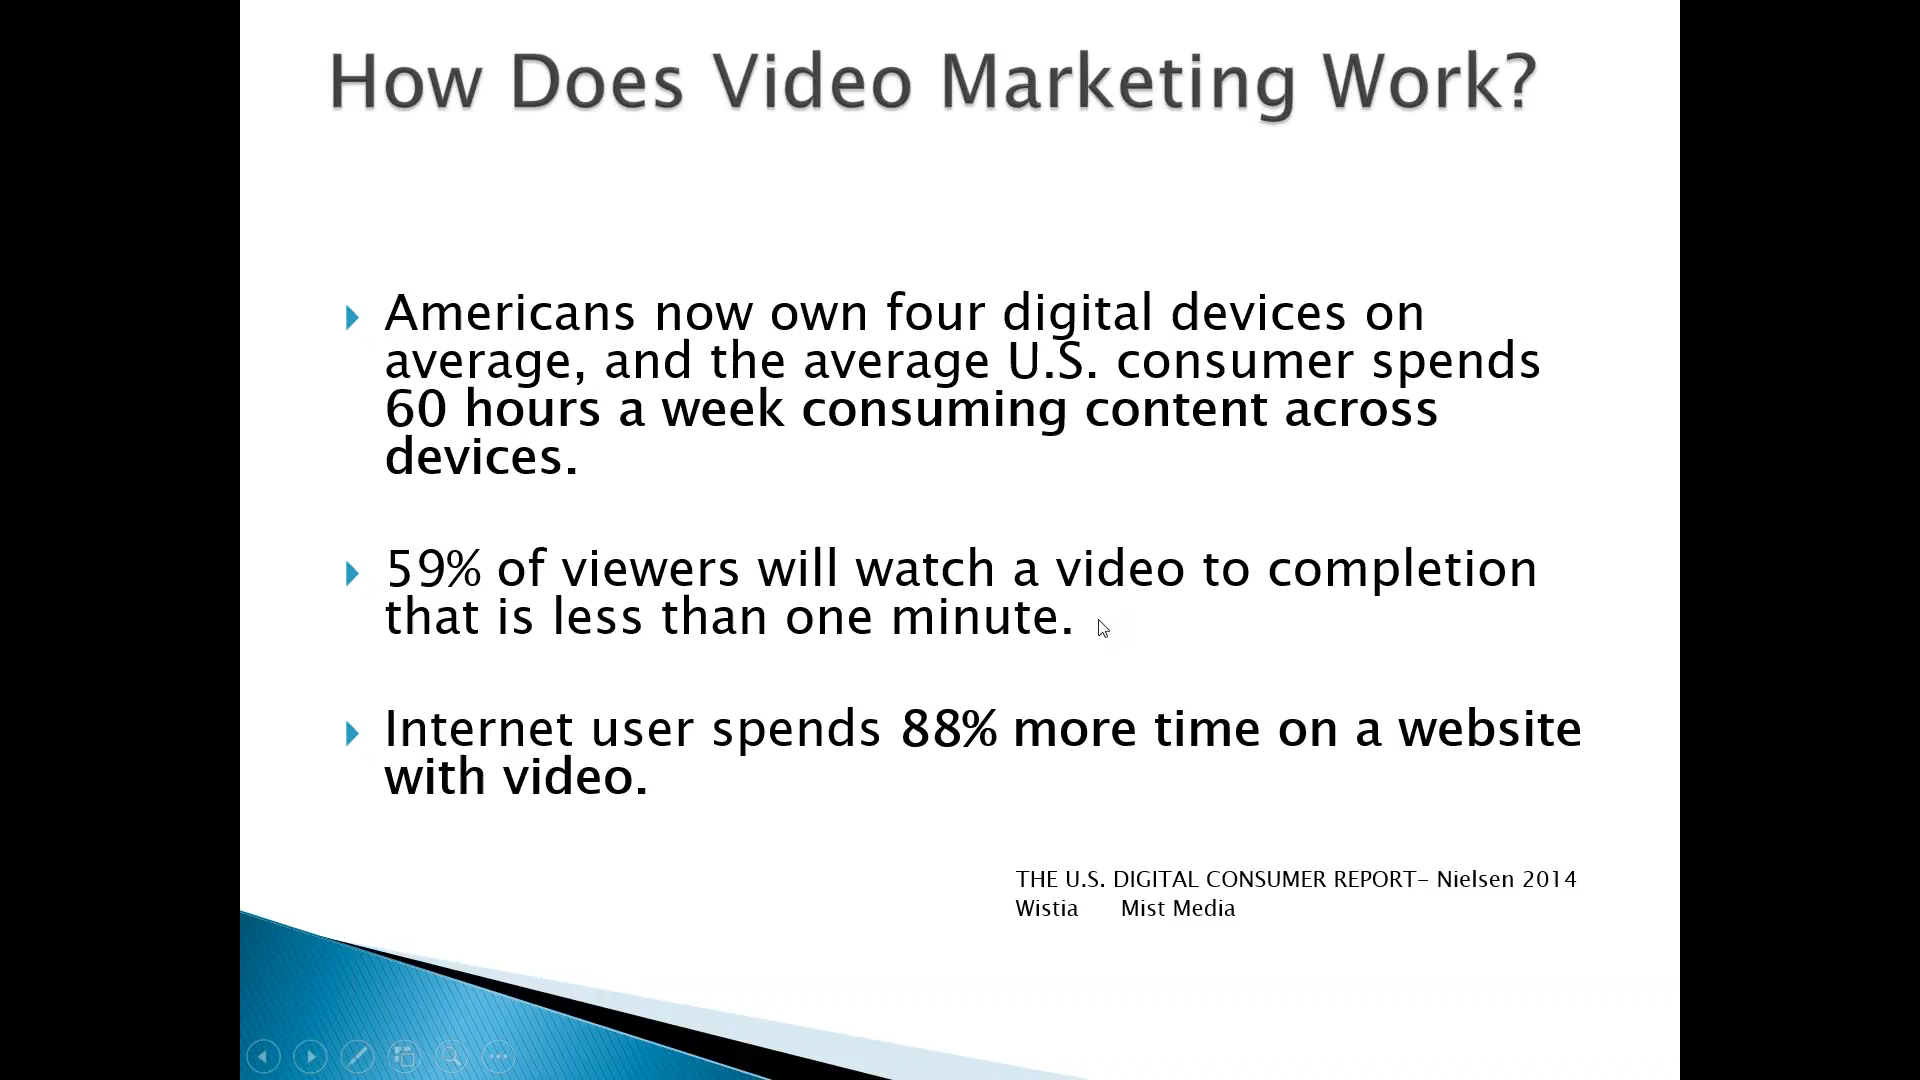 How Does Video Marketing Work?
Americans now own four digital devices on
average, and the average U.S. consumer spends
60 hours a week consuming content across
devices.
59% of viewers will watch a video to completion
that is less than one minute.
Internet user spends 88% more time on a website
with video.
THE U.S. DIGITAL CONSUMER REPORT- Nielsen 2014
Wistia Mist Media